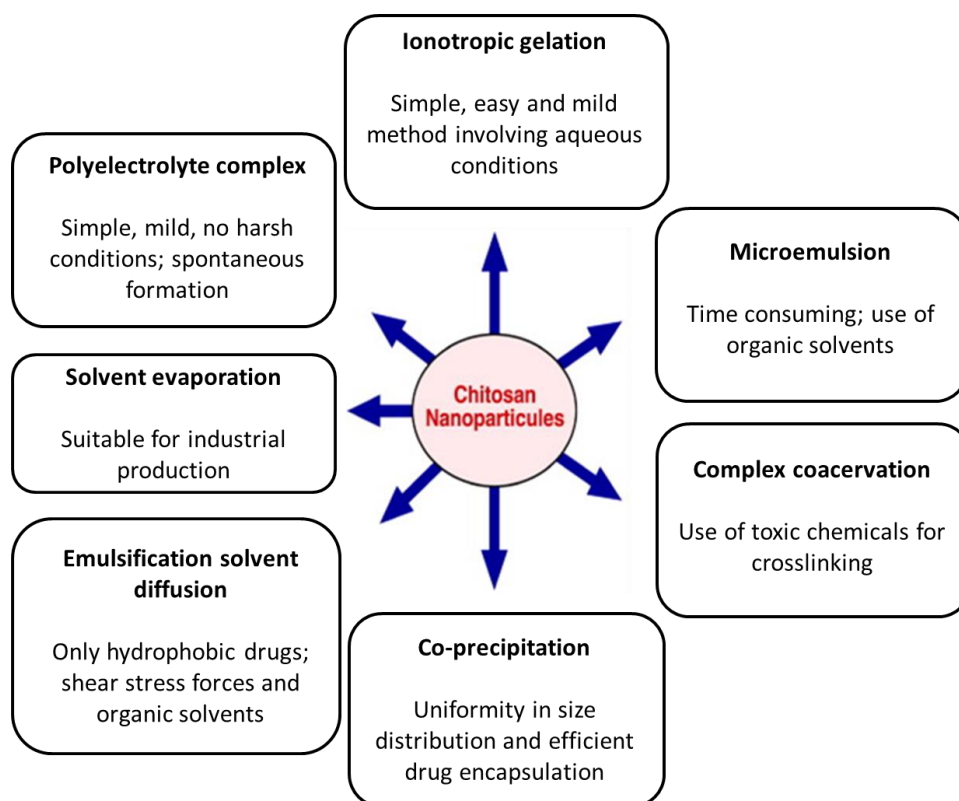 Ionotropic gelation
Simple, easy and mild
method involving aqueous
conditions
Polyelectrolyte complex
Simple, mild, no harsh
conditions; spontaneous
formation
Microemulsion
Time consuming; use of
organic solvents
Solvent evaporation
Suitable for industrial
production
Chitosan
Nanoparticules
Complex coacervation
Use of toxic chemicals for
crosslinking
Emulsification solvent
diffusion
Only hydrophobic drugs;
shear stress forces and
organic solvents
Co-precipitation
Uniformity in size
distribution and efficient
drug encapsulation